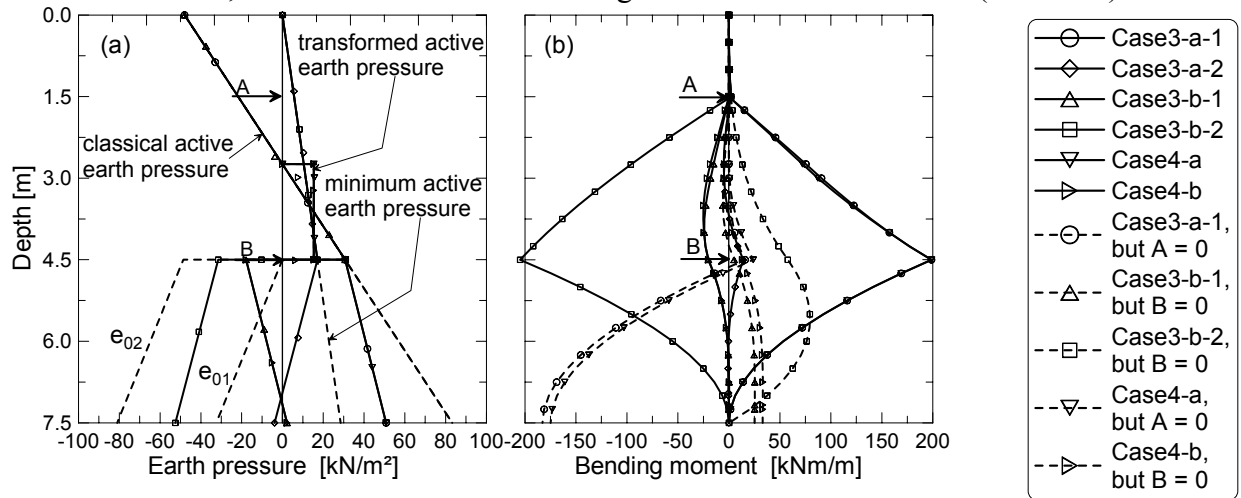 (a)
transformed active
earth pressure
A
classical active
earth pressure
minimum active
earth pressure
B
e02
e01
0.0
1.5
3.0
4.5
6.0
7.5
Depth [m]
-100 -80 -60 -40 -20 0 20 40 60 80 100
Earth pressure [kN/m²]
(b)
A
B
-200 -150 -100 -50 0 50 100 150 200
Bending moment [kNm/m]
Case3-a-1
Case3-a-2
Case3-b-1
Case3-b-2
Case4-a
Case4-b
Case3-a-1,
but A = 0
Case3-b-1,
but B = 0
Case3-b-2,
but B = 0
Case4-a,
but A = 0
Case4-b,
but B = 0